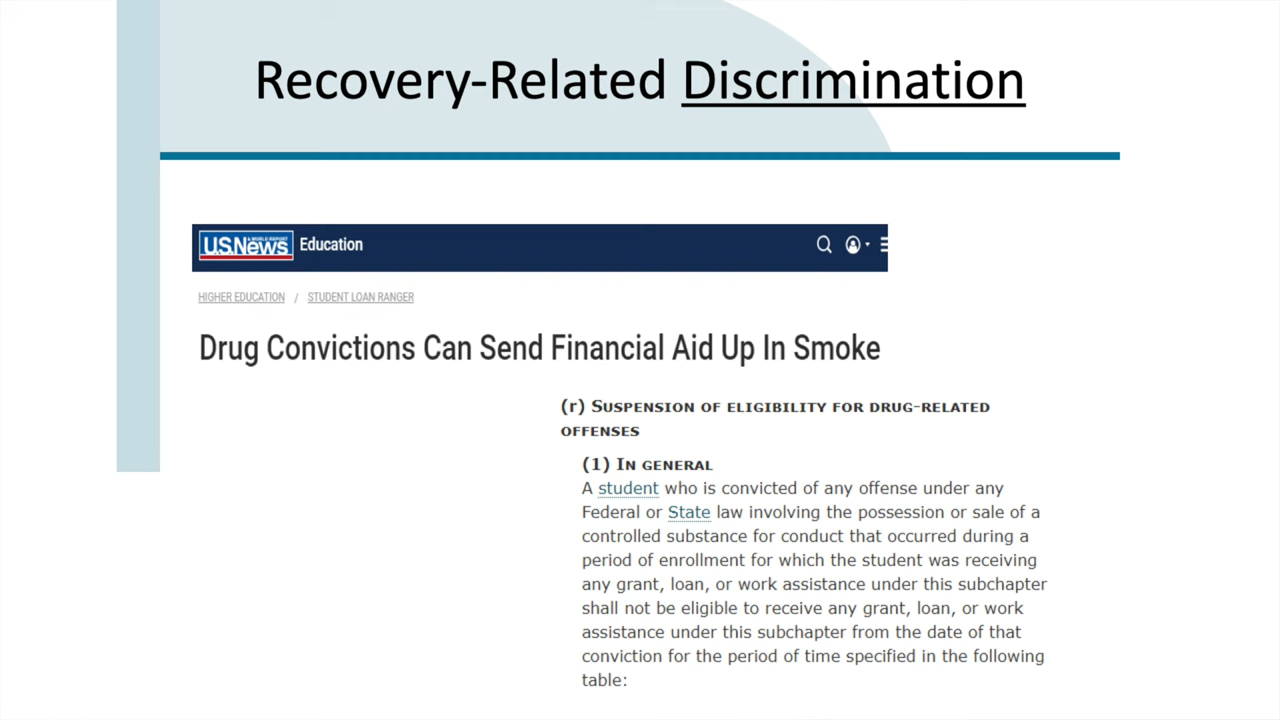 Recovery-Related Discrimination
U.S.News & WORLD REPORT Education
HIGHER EDUCATION / STUDENT LOAN RANGER
Drug Convictions Can Send Financial Aid Up In Smoke
(r) SUSPENSION OF ELIGIBILITY FOR DRUG-RELATED
OFFENSES
(1) IN GENERAL
A student who is convicted of any offense under any
Federal or State law involving the possession or sale of a
controlled substance for conduct that occurred during a
period of enrollment for which the student was receiving
any grant, loan, or work assistance under this subchapter
shall not be eligible to receive any grant, loan, or work
assistance under this subchapter from the date of that
conviction for the period of time specified in the following
table: